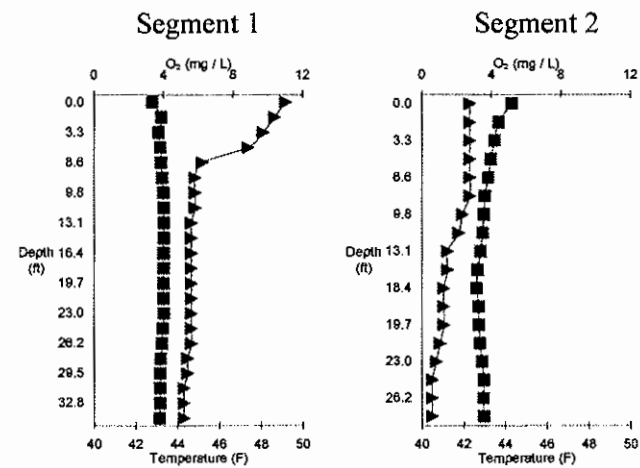 Segment 1
O₂ (mg / L)
0 4 8 12
0.0
3.3
8.6
9.8
13.1
Depth
(ft)
16.4
19.7
23.0
26.2
29.5
32.8
40 42 44 46 48 50
Temperature (F)
Segment 2
O₂ (mg / L)
0 4 8 12
0.0
3.3
6.6
9.8
Depth
(ft)
13.1
18.4
19.7
23.0
26.2
40 42 44 46 48 50
Temperature (F)